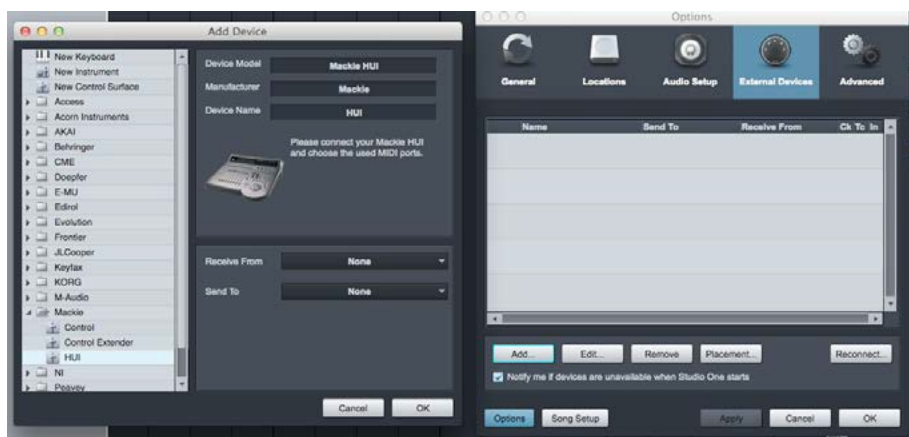 Add Device
New Keyboard
New Instrument
New Control Surface
Access
Acorn Instruments
AKAI
Behringer
CME
Doepfer
E-MU
Edirol
Evolution
Frontier
JLCooper
Keyfax
KORG
M-Audio
Mackie
Control
Control Extender
HUI
NI
Peavey
Device Model Mackie HUI
Manufacturer Mackie
Device Name HUI
Please connect your Mackie HUI
and choose the used MIDI ports.
Receive From None
Send To None
Cancel OK
Options
General Locations Audio Setup External Devices Advanced
Name Send To Receive From Ck Tc In
Add... Edit... Remove Placement... Reconnect...
Notify me if devices are unavailable when Studio One starts
Options Song Setup Apply Cancel OK